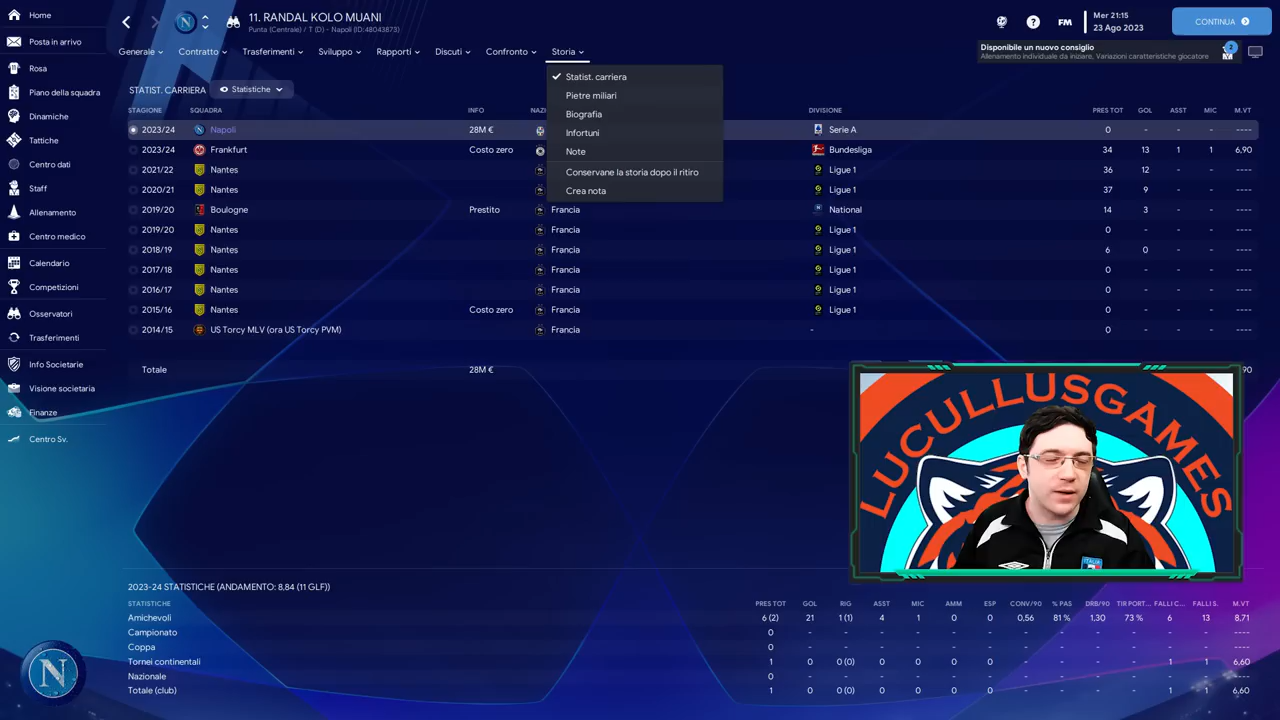 Home
Posta in arrivo
Rosa
Piano della squadra
Dinamiche
Tattiche
Centro dati
Staff
Allenamento
Centro medico
Calendario
Competizioni
Osservatori
Trasferimenti
Info Societarie
Visione societaria
Finanze
Centro Sv.
11. RANDAL KOLO MUANI
Punta (Centrale) / T (D) - Napoli (ID:48043873)
FM
Mer 21:15
23 Ago 2023
CONTINUA
Generale Contratto Trasferimenti Sviluppo Rapporti Discuti Confronto Storia
Disponibile un nuovo consiglio
Allenamento individuale da iniziare, Variazioni caratteristiche giocatore
2
Statist. carriera
Pietre miliari
Biografia
Infortuni
Note
Conservane la storia dopo il ritiro
Crea nota
STATIST. CARRIERA Statistiche
STAGIONE SQUADRA INFO NAZI DIVISIONE PRES TOT GOL ASST MIC M.VT
2023/24 Napoli 28M € Serie A 0 - - - ----
2023/24 Frankfurt Costo zero Bundesliga 34 13 1 1 6,90
2021/22 Nantes Ligue 1 36 12 - - ----
2020/21 Nantes Ligue 1 37 9 - - ----
2019/20 Boulogne Prestito Francia National 14 3 - - ----
2019/20 Nantes Francia Ligue 1 0 - - - ----
2018/19 Nantes Francia Ligue 1 6 0 - - ----
2017/18 Nantes Francia Ligue 1 0 - - - ----
2016/17 Nantes Francia Ligue 1 0 - - - ----
2015/16 Nantes Costo zero Francia Ligue 1 0 - - - ----
2014/15 US Torcy MLV (ora US Torcy PVM) Francia - 0 - - - ----
Totale 28M € 90
LUCULLUSGAMES
ITALIA
2023-24 STATISTICHE (ANDAMENTO: 8,84 (11 GLF))
STATISTICHE PRES TOT GOL RIG ASST MIC AMM ESP CONV/90 % PAS DRB/90 TIR PORT... FALLI C... FALLI S. M.VT
Amichevoli 6 (2) 21 1 (1) 4 1 0 0 0,56 81 % 1,30 73 % 6 13 8,71
Campionato 0 - - - - - - - - - - - - ----
Coppa 0 - - - - - - - - - - - - ----
Tornei continentali 1 0 0 (0) - - - - - - - - 1 1 6,60
Nazionale 0 - - - - - - - - - - - - ----
Totale (club) 1 0 0 (0) - - - - - - - - 1 1 6,60
N